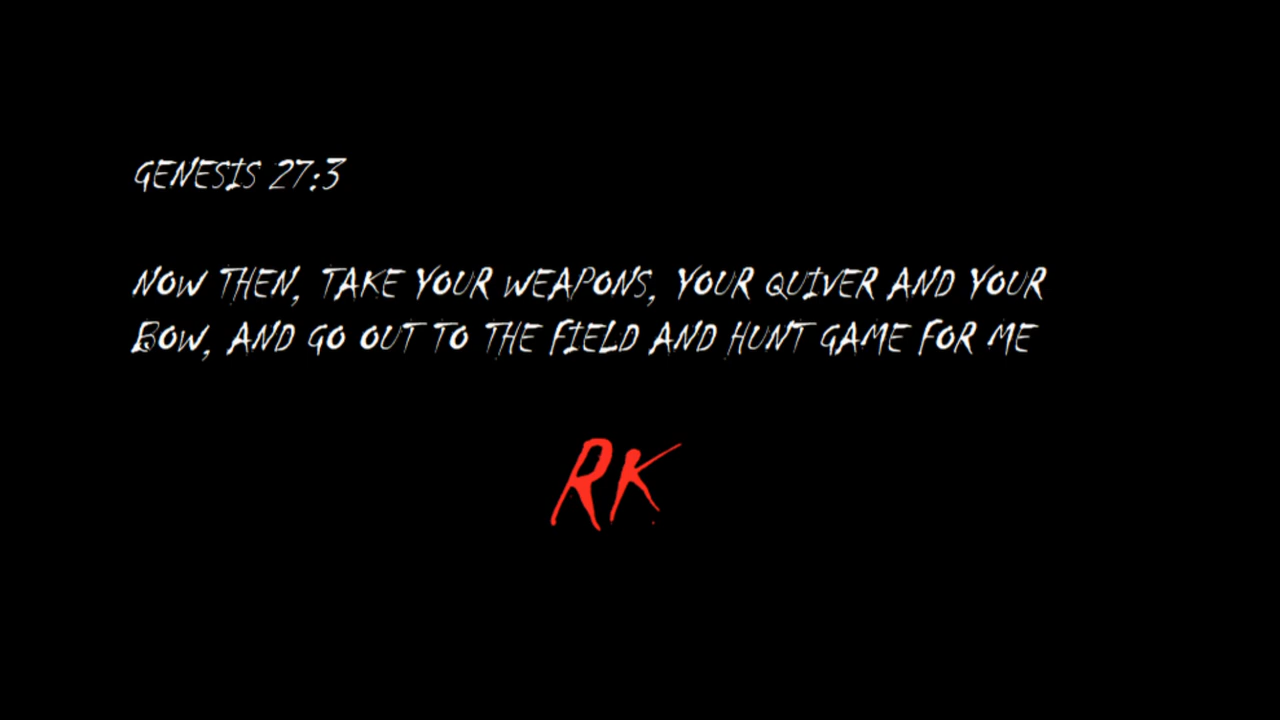 GENESIS 27:3
NOW THEN, TAKE YOUR WEAPONS, YOUR QUIVER AND YOUR
BOW, AND GO OUT TO THE FIELD AND HUNT GAME FOR ME
RK